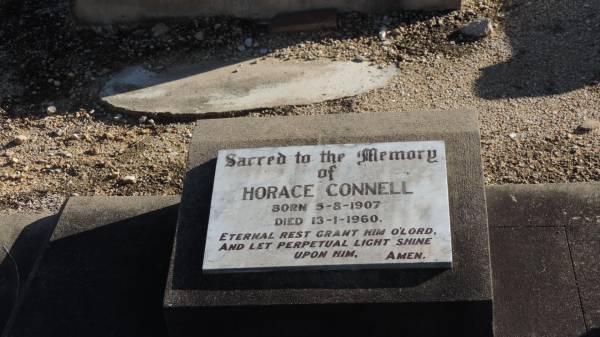 Sacred to the Memory
of
HORACE CONNELL
BORN 5-8-1907
DIED 13-1-1960.
ETERNAL REST GRANT HIM O'LORD,
AND LET PERPETUAL LIGHT SHINE
UPON HIM, AMEN.